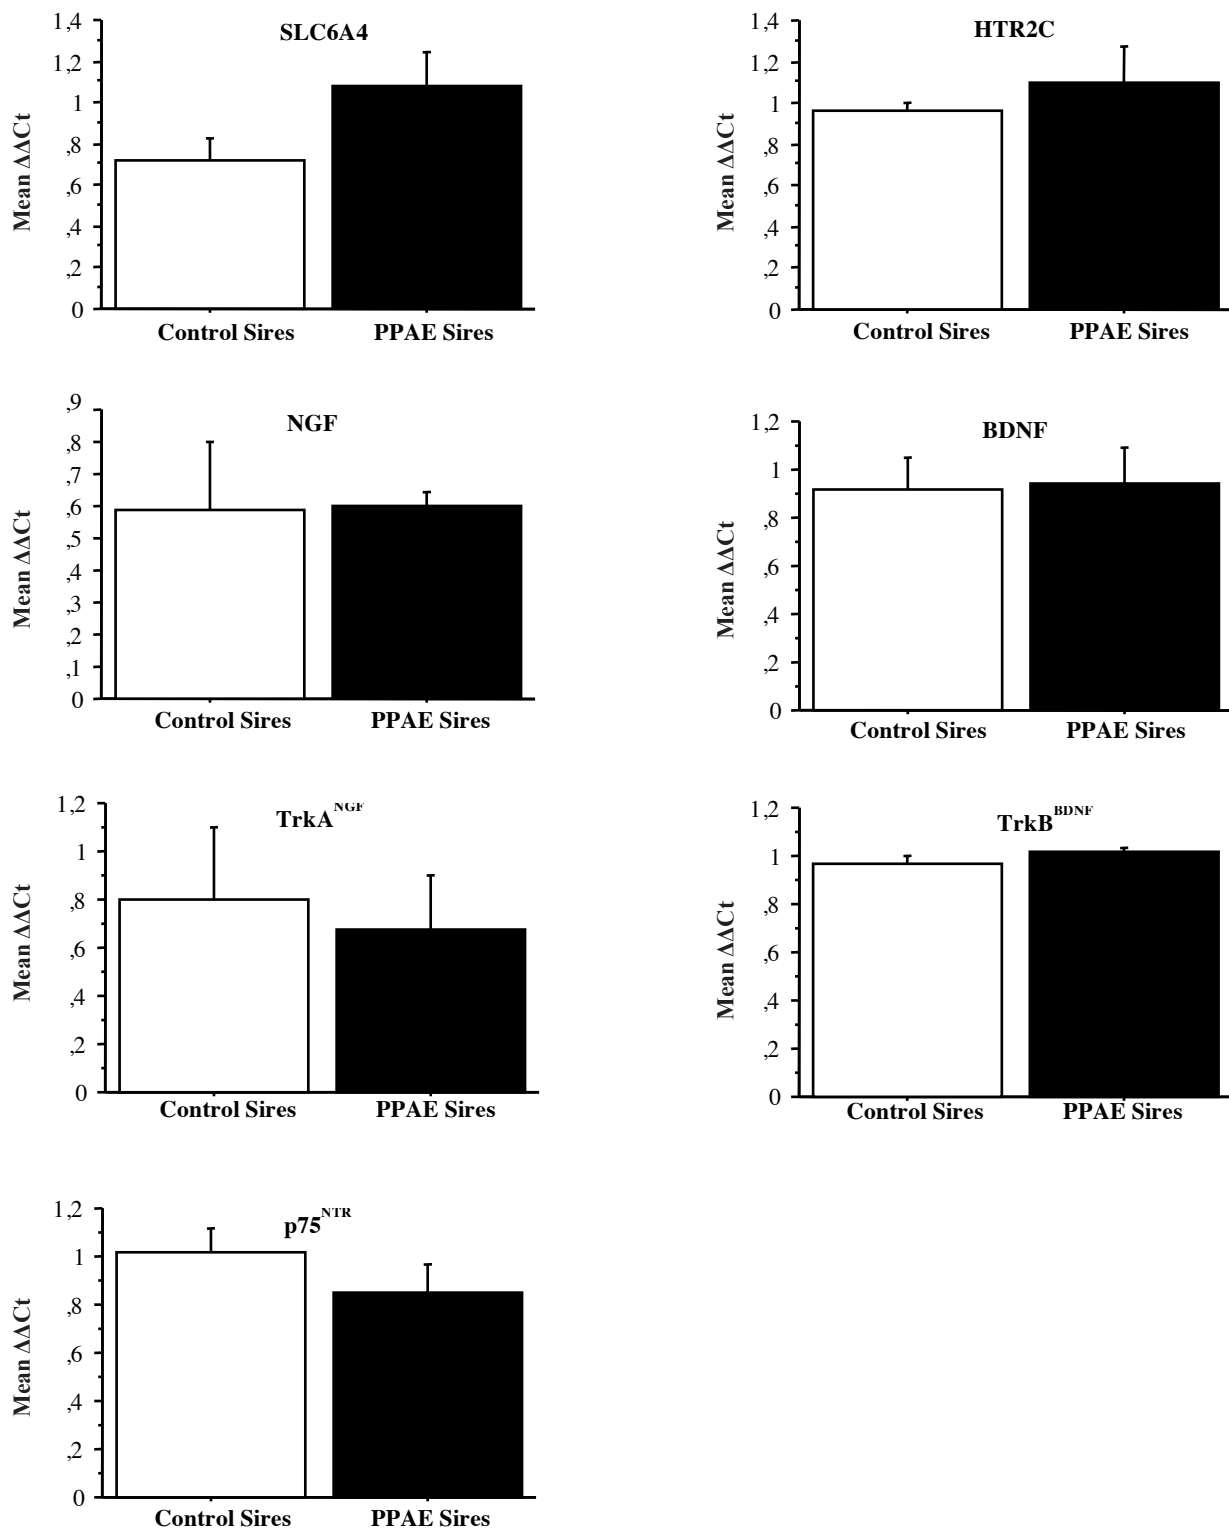 SLC6A4
Mean ΔΔCt
1,4
1,2
1
,8
,6
,4
,2
0
Control Sires PPAE Sires
HTR2C
Mean ΔΔCt
1,4
1,2
1
,8
,6
,4
,2
0
Control Sires PPAE Sires
NGF
Mean ΔΔCt
,9
,8
,7
,6
,5
,4
,3
,2
,1
0
Control Sires PPAE Sires
BDNF
Mean ΔΔCt
1,2
1
,8
,6
,4
,2
0
Control Sires PPAE Sires
TrkA^NGF
Mean ΔΔCt
1,2
1
,8
,6
,4
,2
0
Control Sires PPAE Sires
TrkB^BDNF
Mean ΔΔCt
1,2
1
,8
,6
,4
,2
0
Control Sires PPAE Sires
p75^NTR
Mean ΔΔCt
1,2
1
,8
,6
,4
,2
0
Control Sires PPAE Sires